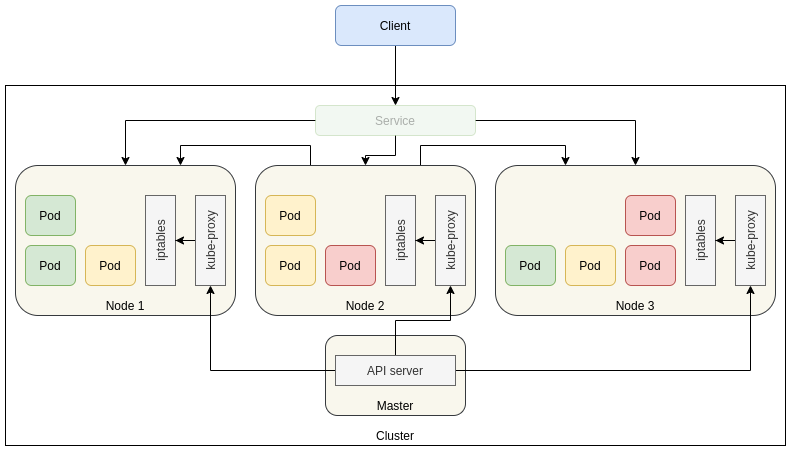 Client
Service
Pod
Pod
Pod
iptables
kube-proxy
Node 1
Pod
Pod
Pod
iptables
kube-proxy
Node 2
Pod
Pod
Pod
Pod
iptables
kube-proxy
Node 3
API server
Master
Cluster